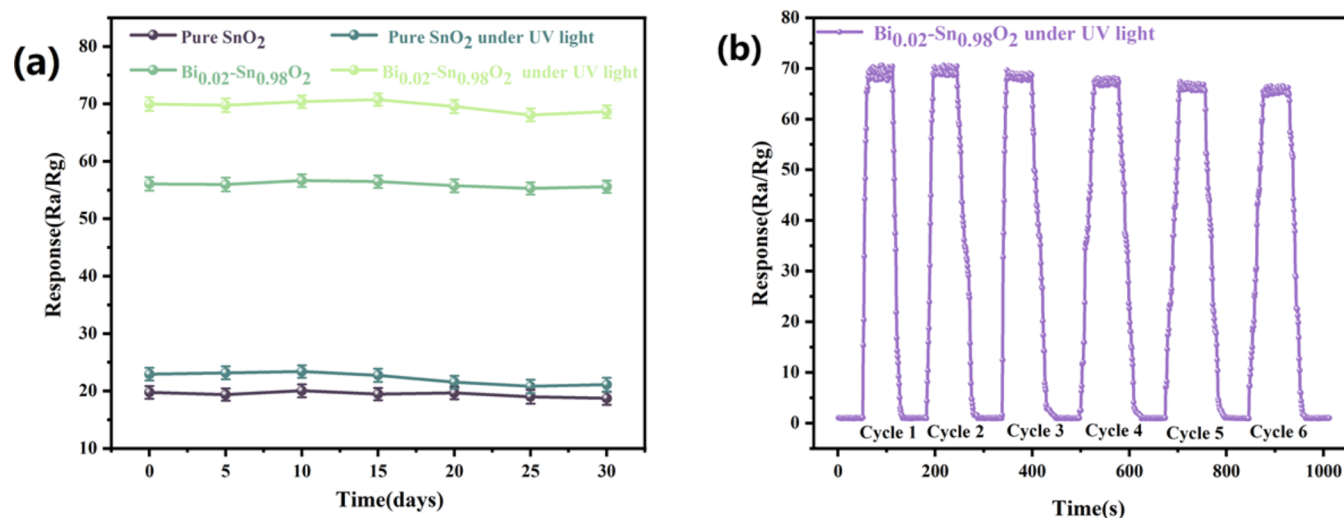 (a)
Pure SnO₂
Pure SnO₂ under UV light
Bi₀.₀₂-Sn₀.₉₈O₂
Bi₀.₀₂-Sn₀.₉₈O₂ under UV light
Response(Ra/Rg)
80
70
60
50
40
30
20
10
0 5 10 15 20 25 30
Time(days)
(b)
Bi₀.₀₂-Sn₀.₉₈O₂ under UV light
Response(Ra/Rg)
80
70
60
50
40
30
20
10
0
Cycle 1 Cycle 2 Cycle 3 Cycle 4 Cycle 5 Cycle 6
0 200 400 600 800 1000
Time(s)